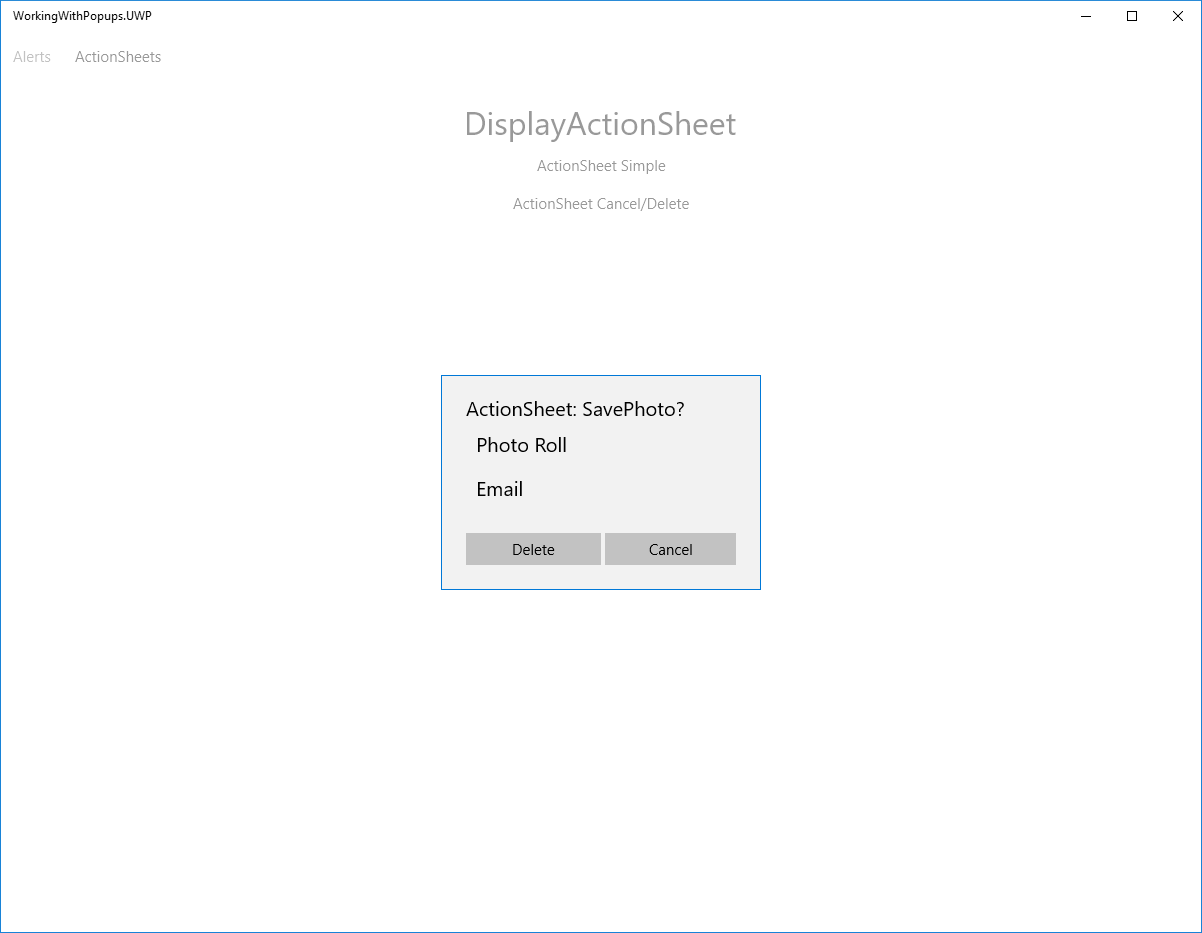 WorkingWithPopups.UWP
Alerts ActionSheets
DisplayActionSheet
ActionSheet Simple
ActionSheet Cancel/Delete
ActionSheet: SavePhoto?
Photo Roll
Email
Delete Cancel